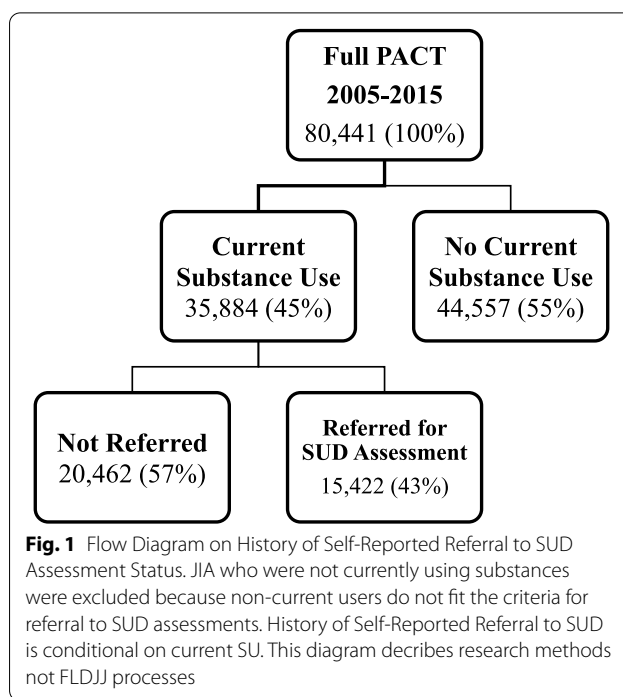 Full PACT
2005-2015
80,441 (100%)
Current
Substance Use
35,884 (45%)
No Current
Substance Use
44,557 (55%)
Not Referred
20,462 (57%)
Referred for
SUD Assessment
15,422 (43%)
Fig. 1 Flow Diagram on History of Self-Reported Referral to SUD
Assessment Status. JIA who were not currently using substances
were excluded because non-current users do not fit the criteria for
referral to SUD assessments. History of Self-Reported Referral to SUD
is conditional on current SU. This diagram decribes research methods
not FLDJJ processes